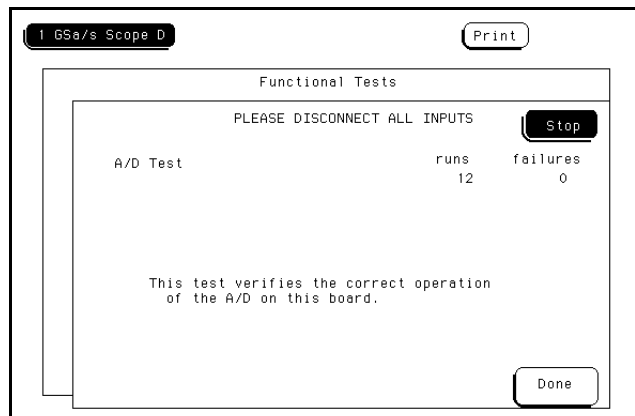 1 GSa/s Scope D
Print
Functional Tests
PLEASE DISCONNECT ALL INPUTS
Stop
A/D Test
runs failures
12 0
This test verifies the correct operation
of the A/D on this board.
Done